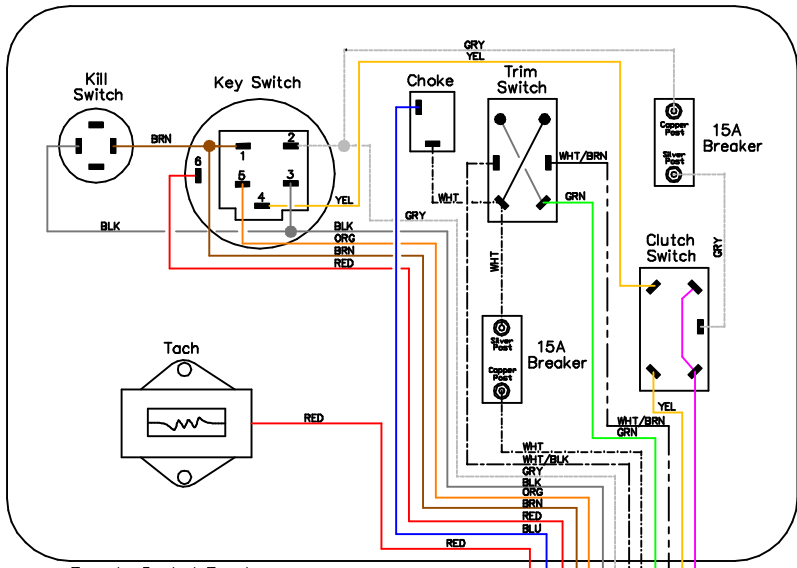 GRY
YEL
Kill
Switch
Key Switch
Choke
Trim
Switch
15A
Breaker
Copper
Post
Silver
Post
BRN
1
2
3
4
5
6
WHT/BRN
WHT
YEL
GRN
GRY
BLK
BLK
ORG
BRN
RED
WHT
GRY
Clutch
Switch
Silver
Post
Copper
Post
15A
Breaker
Tach
RED
YEL
WHT/BRN
GRN
WHT
WHT/BLK
GRY
BLK
ORG
BRN
RED
BLU
RED